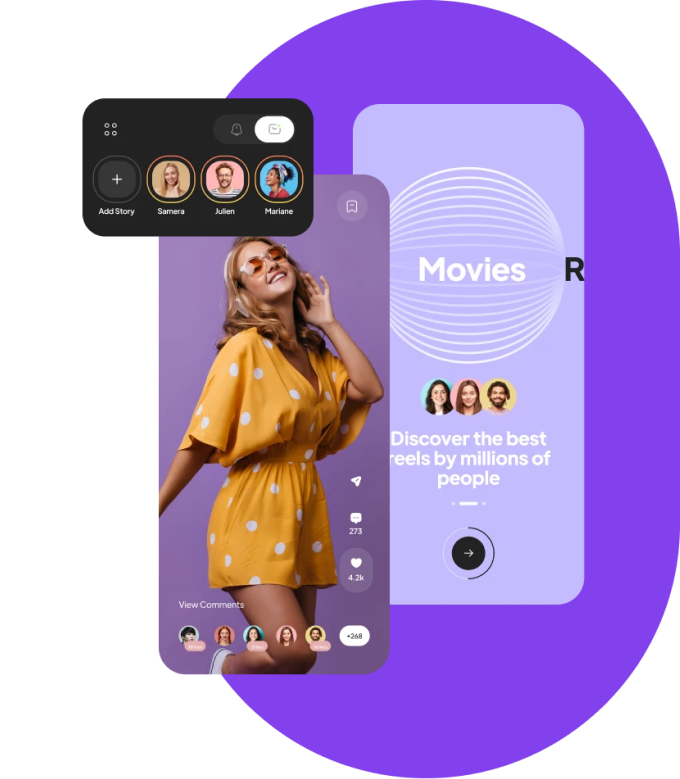 Add Story
Samera
Julien
Mariane
Movies
R
Discover the best
reels by millions of
people
273
4.2k
View Comments
+268